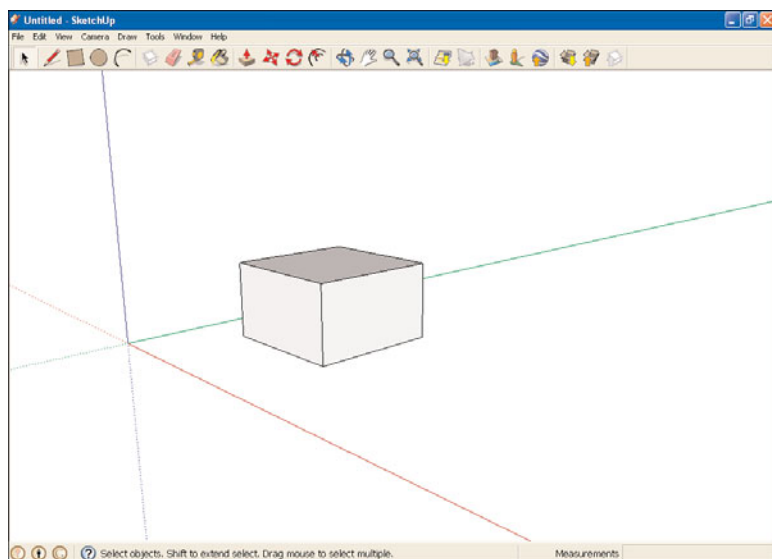 Untitled - SketchUp
File Edit View Camera Draw Tools Window Help
Select objects. Shift to extend select. Drag mouse to select multiple. Measurements